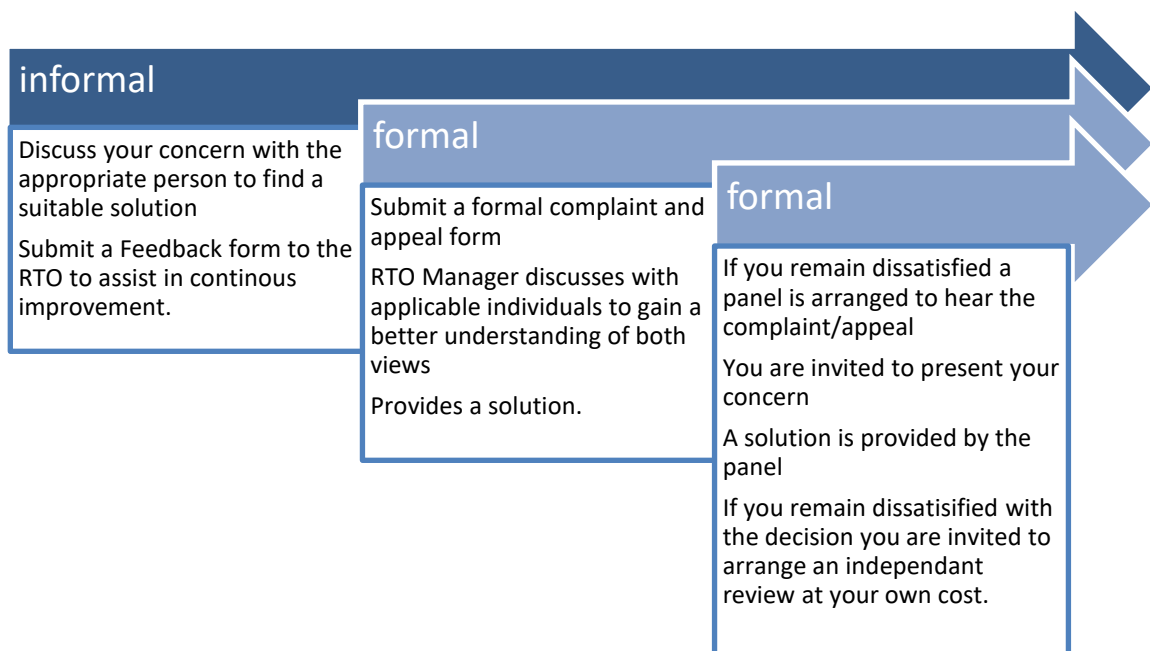 informal
Discuss your concern with the
appropriate person to find a
suitable solution
Submit a Feedback form to the
RTO to assist in continous
improvement.
formal
Submit a formal complaint and
appeal form
RTO Manager discusses with
applicable individuals to gain a
better understanding of both
views
Provides a solution.
formal
If you remain dissatisfied a
panel is arranged to hear the
complaint/appeal
You are invited to present your
concern
A solution is provided by the
panel
If you remain dissatisified with
the decision you are invited to
arrange an independant
review at your own cost.